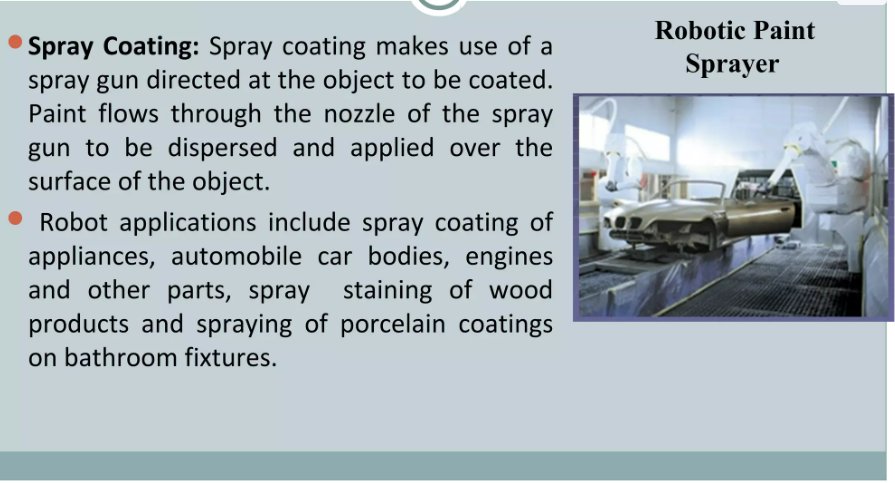 Robotic Paint
Sprayer
Spray Coating: Spray coating makes use of a
spray gun directed at the object to be coated.
Paint flows through the nozzle of the spray
gun to be dispersed and applied over the
surface of the object.
Robot applications include spray coating of
appliances, automobile car bodies, engines
and other parts, spray staining of wood
products and spraying of porcelain coatings
on bathroom fixtures.